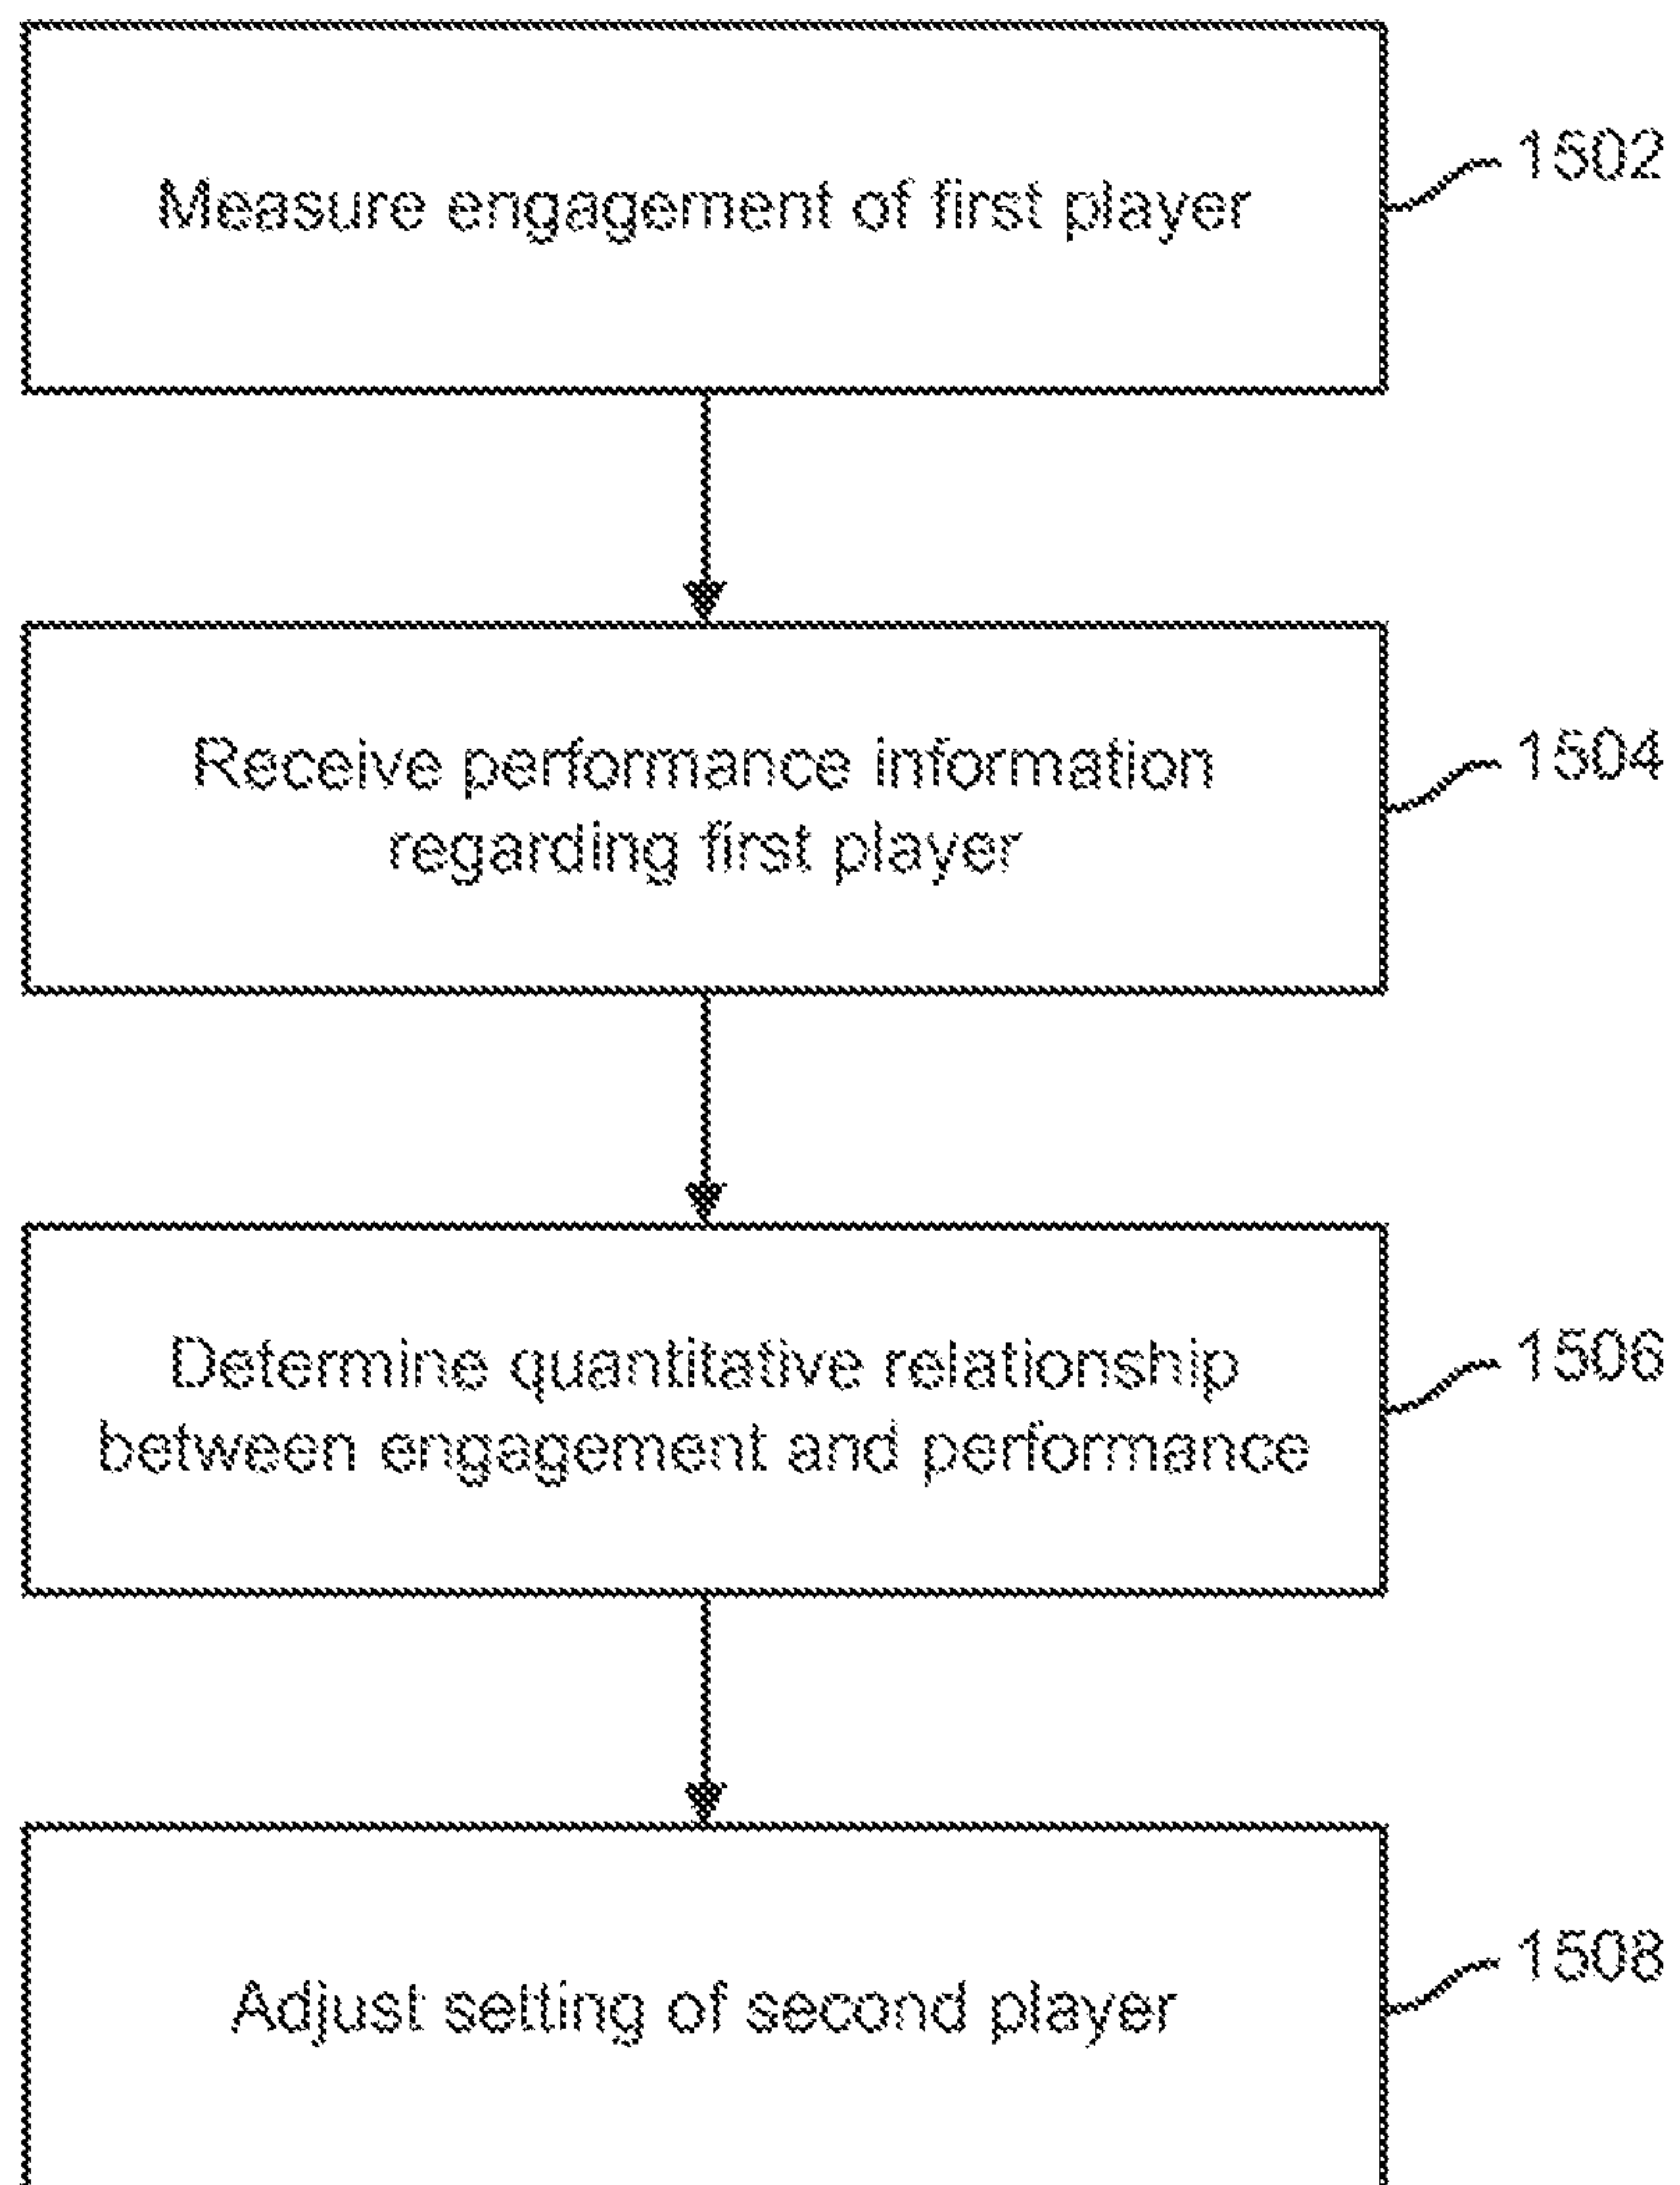 Measure engagement of first player
1502
Receive performance information
regarding first player
1504
Determine quantitative relationship
between engagement and performance
1506
Adjust setting of second player
1508